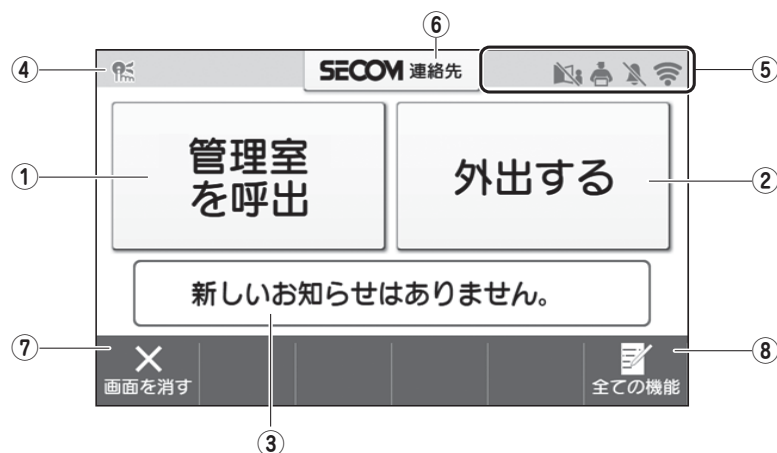 ⑥
④
SECOM 連絡先
⑤
①
管理室
を呼出
外出する
②
新しいお知らせはありません。
⑦
画面を消す
全ての機能
⑧
③